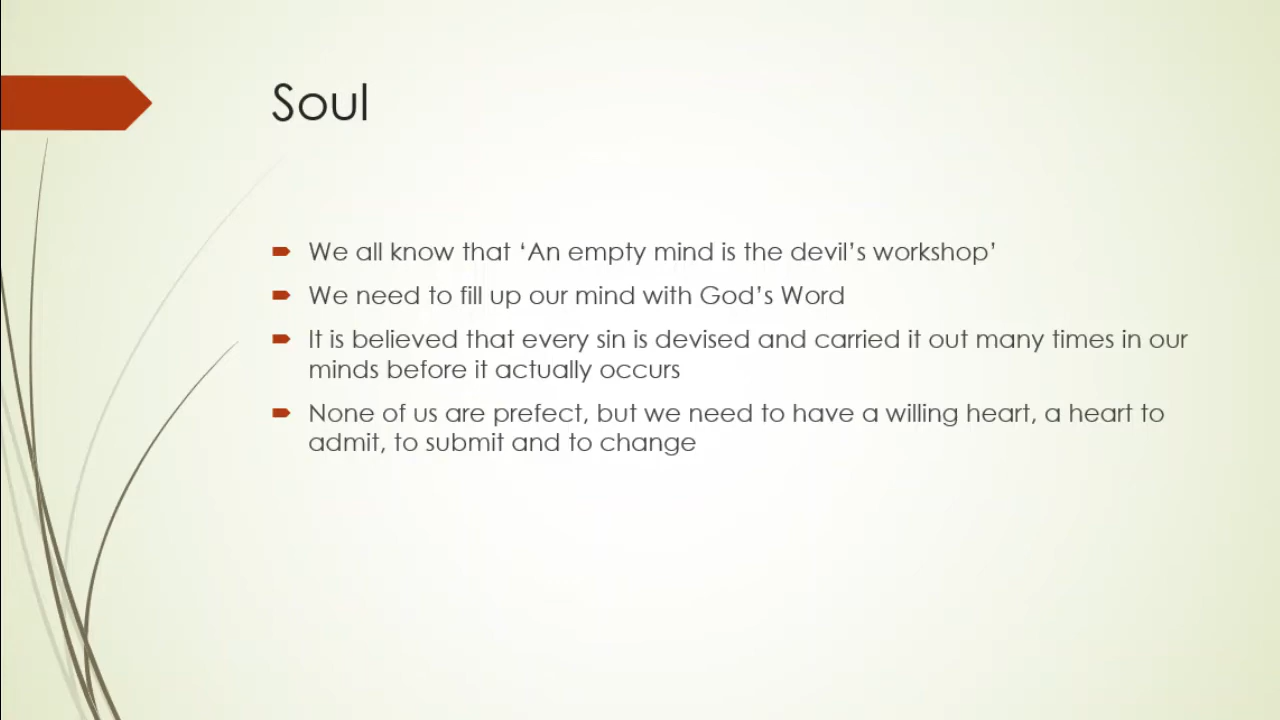 Soul
We all know that ‘An empty mind is the devil’s workshop’
We need to fill up our mind with God’s Word
It is believed that every sin is devised and carried it out many times in our
minds before it actually occurs
None of us are prefect, but we need to have a willing heart, a heart to
admit, to submit and to change